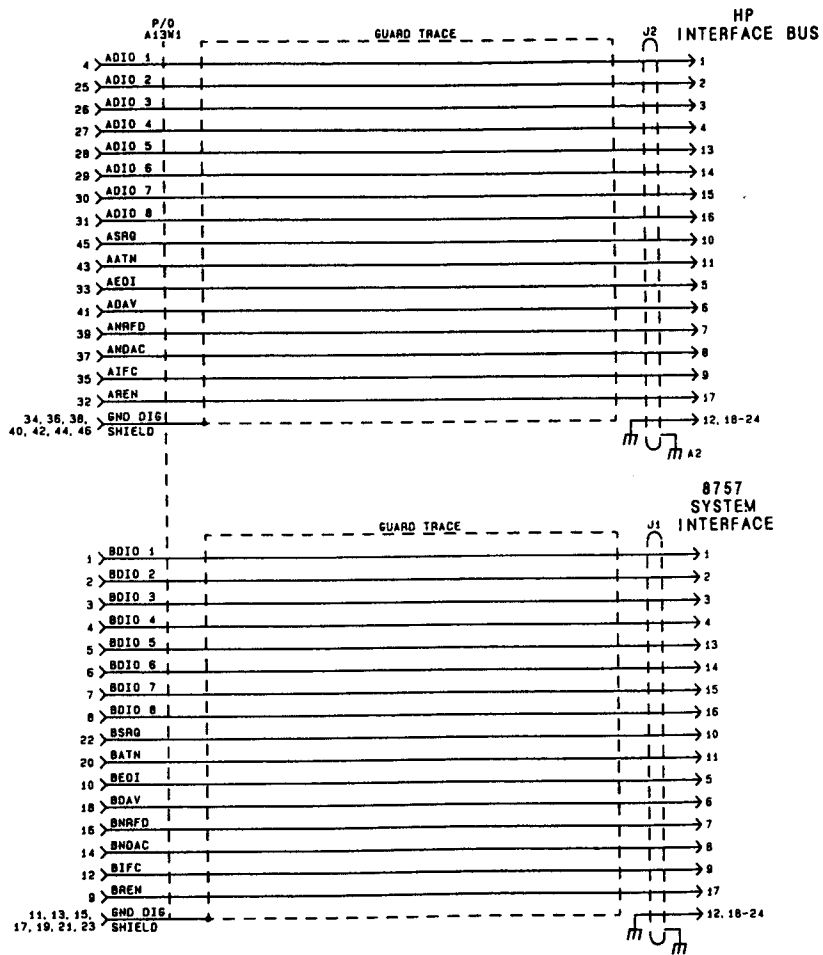 P/O
A13W1
GUARD TRACE
J2
HP
INTERFACE BUS
4 ADIO 1 1
25 ADIO 2 2
26 ADIO 3 3
27 ADIO 4 4
28 ADIO 5 13
29 ADIO 6 14
30 ADIO 7 15
31 ADIO 8 16
45 ASRQ 10
43 AATN 11
33 AEOI 5
41 ADAV 6
39 ANRFD 7
37 ANDAC 8
35 AIFC 9
32 AREN 17
34, 36, 38, GND DIG 12, 18-24
40, 42, 44, 46 SHIELD
A2
8757
SYSTEM
INTERFACE
GUARD TRACE
J1
1 BDIO 1 1
2 BDIO 2 2
3 BDIO 3 3
4 BDIO 4 4
5 BDIO 5 13
6 BDIO 6 14
7 BDIO 7 15
8 BDIO 8 16
22 BSRQ 10
20 BATN 11
10 BEOI 5
18 BDAV 6
16 BNRFD 7
14 BNDAC 8
12 BIFC 9
9 BREN 17
11, 13, 15, GND DIG 12, 18-24
17, 19, 21, 23 SHIELD